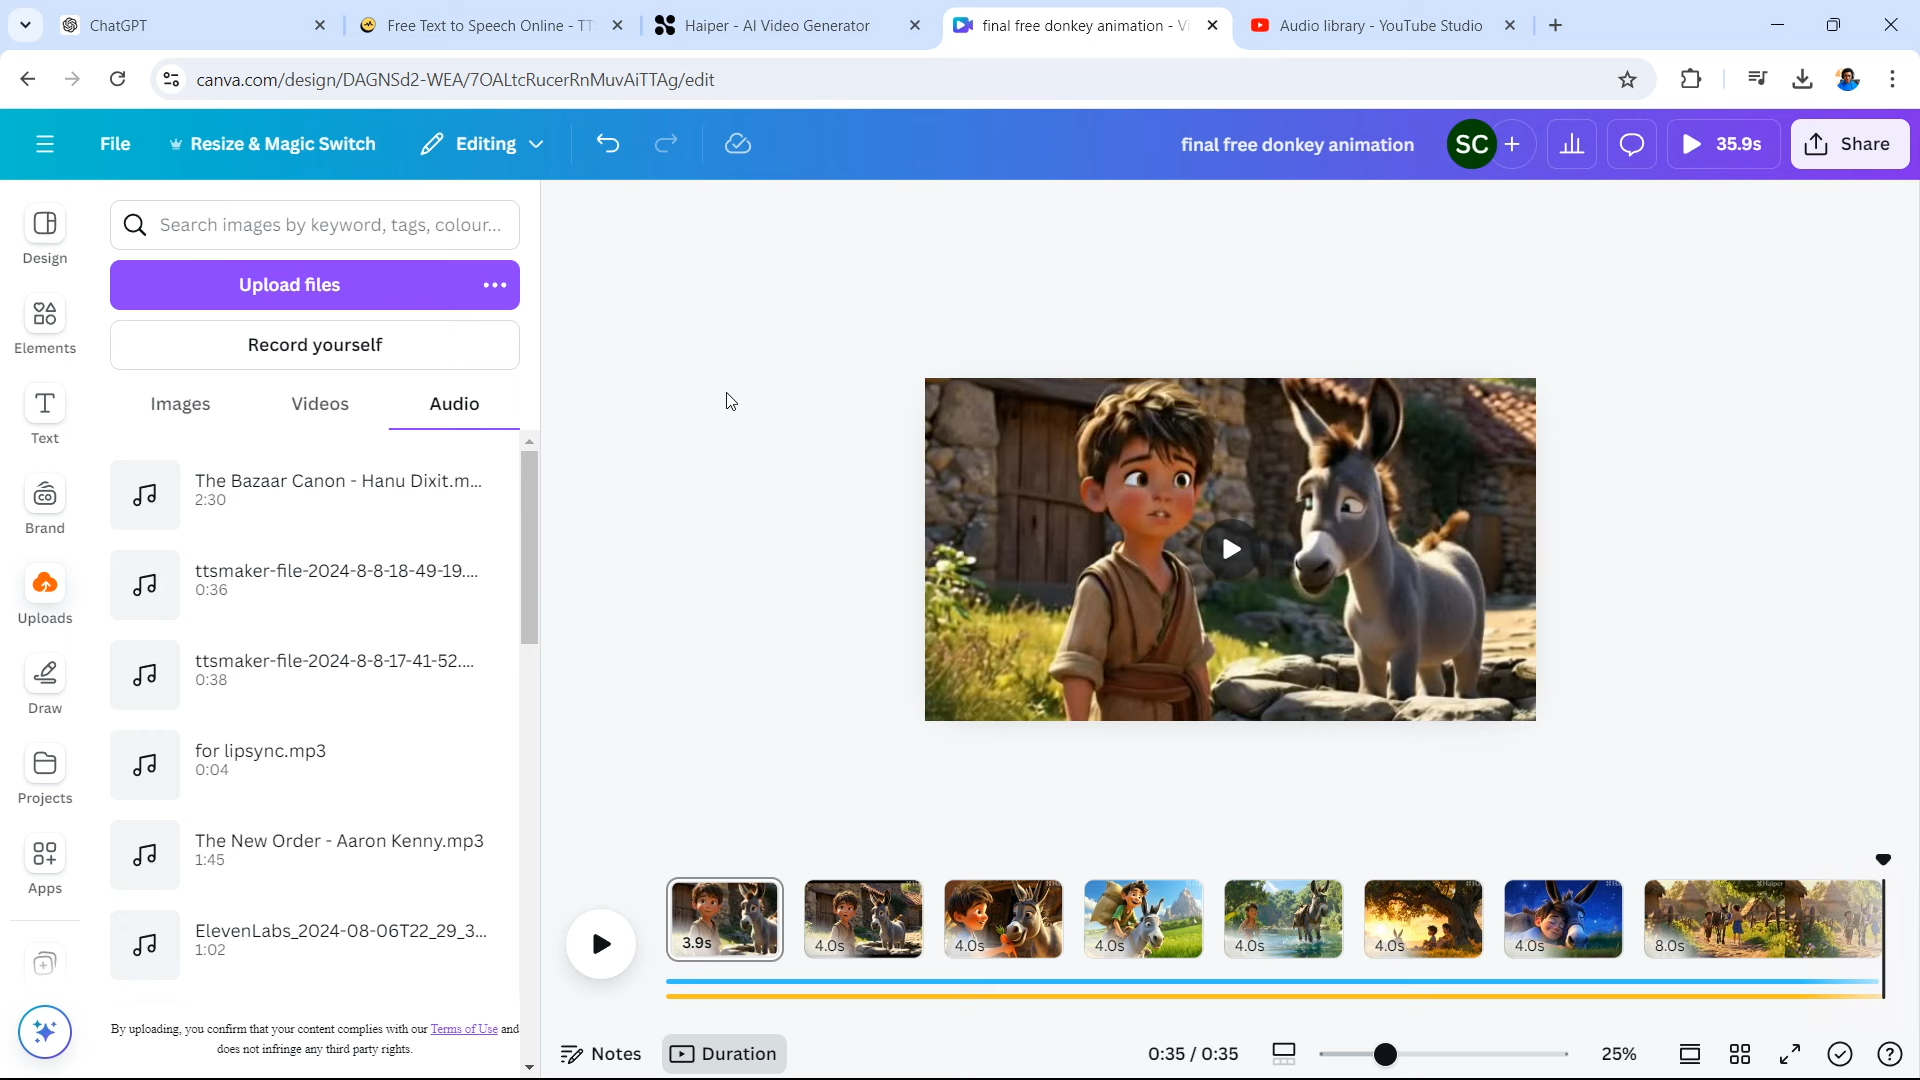 ChatGPT
Free Text to Speech Online - TT
Haiper - AI Video Generator
final free donkey animation - Vi
Audio library - YouTube Studio
canva.com/design/DAGNSd2-WEA/7OALtcRucerRnMuvAiTTAg/edit
File
Resize & Magic Switch
Editing
final free donkey animation
SC
35.9s
Share
Design
Elements
Text
Brand
Uploads
Draw
Projects
Apps
Search images by keyword, tags, colour...
Upload files
Record yourself
Images
Videos
Audio
The Bazaar Canon - Hanu Dixit.m...
2:30
ttsmaker-file-2024-8-8-18-49-19....
0:36
ttsmaker-file-2024-8-8-17-41-52....
0:38
for lipsync.mp3
0:04
The New Order - Aaron Kenny.mp3
1:45
ElevenLabs_2024-08-06T22_29_3...
1:02
By uploading, you confirm that your content complies with our Terms of Use and
does not infringe any third party rights.
3.9s
4.0s
4.0s
4.0s
4.0s
4.0s
4.0s
8.0s
Haiper
Notes
Duration
0:35 / 0:35
25%